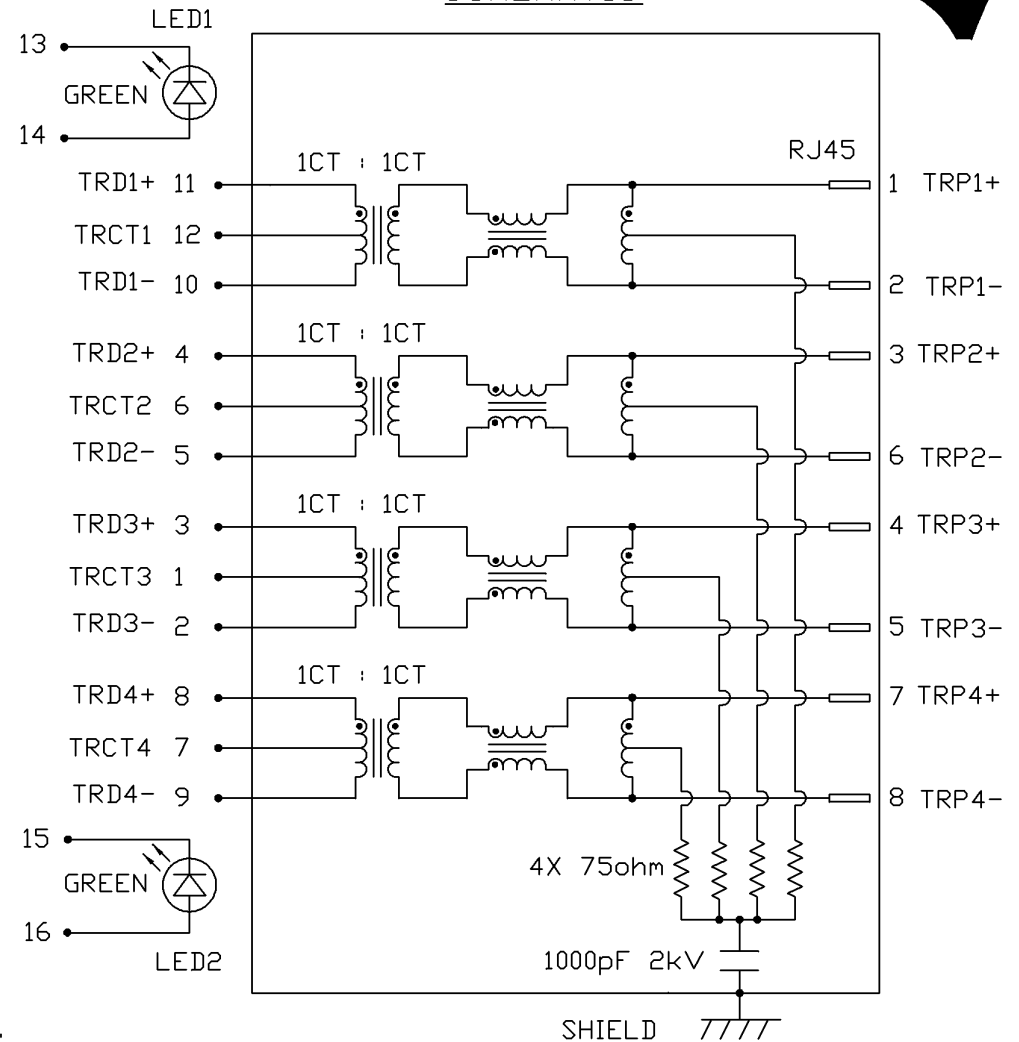 LED1
13
GREEN
14
1CT : 1CT
RJ45
TRD1+ 11
1 TRP1+
TRCT1 12
TRD1- 10
2 TRP1-
1CT : 1CT
TRD2+ 4
3 TRP2+
TRCT2 6
TRD2- 5
6 TRP2-
1CT : 1CT
TRD3+ 3
4 TRP3+
TRCT3 1
TRD3- 2
5 TRP3-
1CT : 1CT
TRD4+ 8
7 TRP4+
TRCT4 7
TRD4- 9
8 TRP4-
15
GREEN
16
LED2
4X 75ohm
1000pF 2kV
SHIELD